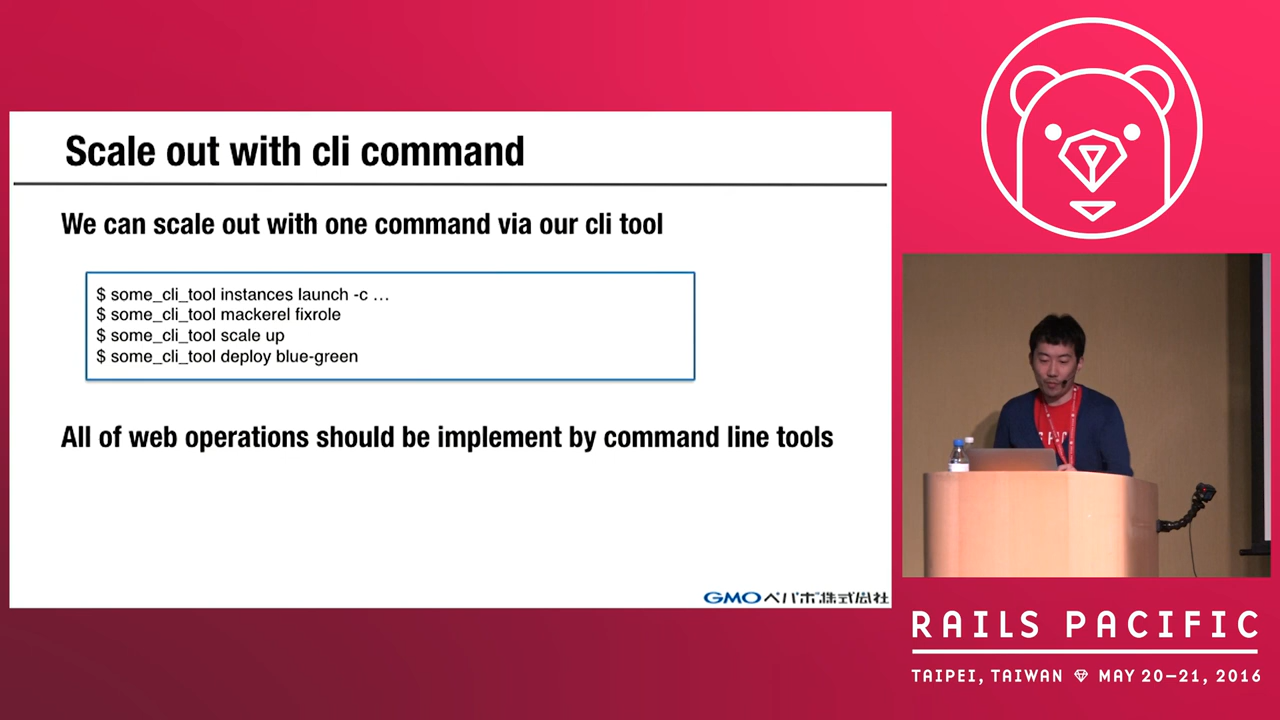 Scale out with cli command
We can scale out with one command via our cli tool
$ some_cli_tool instances launch -c …
$ some_cli_tool mackerel fixrole
$ some_cli_tool scale up
$ some_cli_tool deploy blue-green
All of web operations should be implement by command line tools
GMOペパボ株式会社
RAILS PACIFIC
TAIPEI, TAIWAN MAY 20–21, 2016